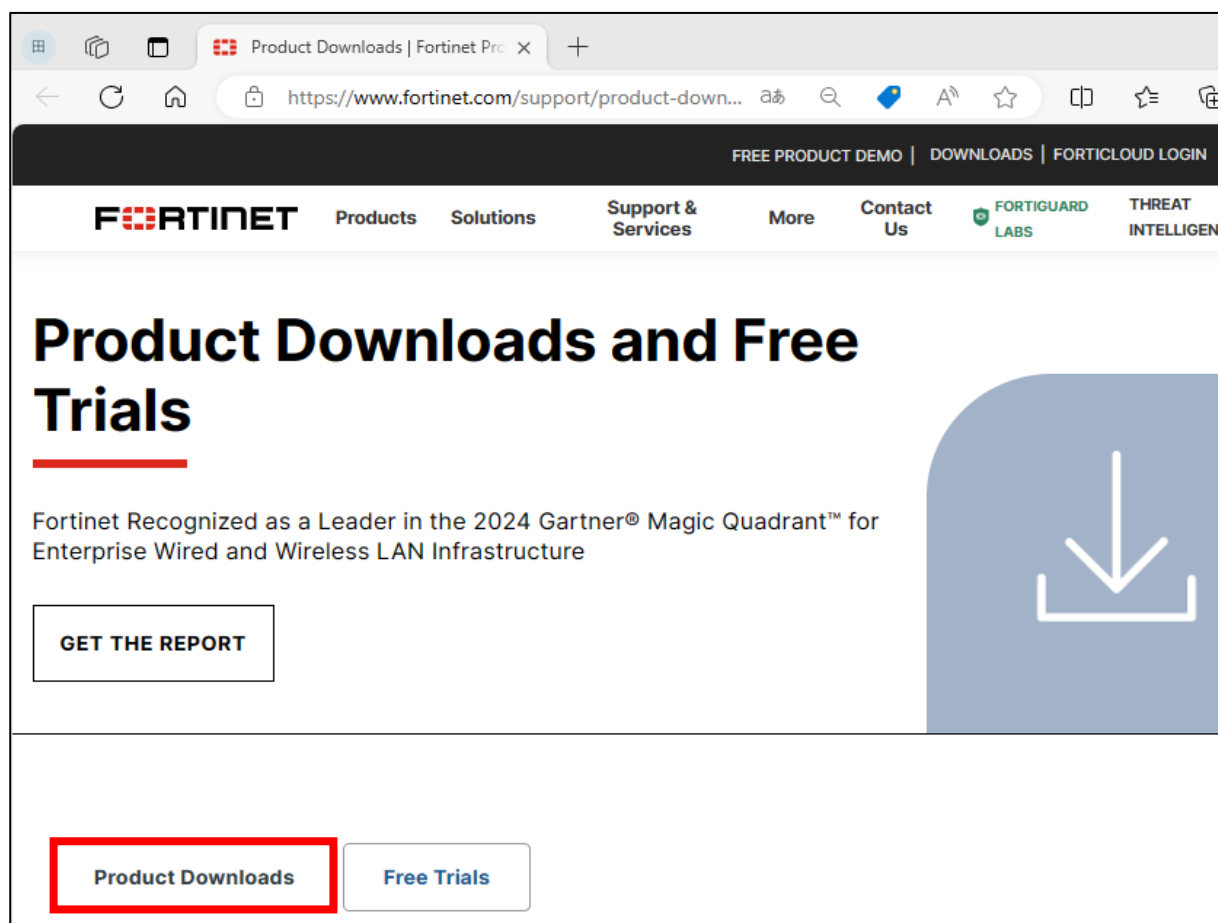 Product Downloads | Fortinet Pro
https://www.fortinet.com/support/product-down... aあ A
FREE PRODUCT DEMO | DOWNLOADS | FORTICLOUD LOGIN
FORTINET Products Solutions Support & Services More Contact Us FORTIGUARD LABS THREAT INTELLIGEN
Product Downloads and Free
Trials
Fortinet Recognized as a Leader in the 2024 Gartner® Magic Quadrant™ for
Enterprise Wired and Wireless LAN Infrastructure
GET THE REPORT
Product Downloads Free Trials